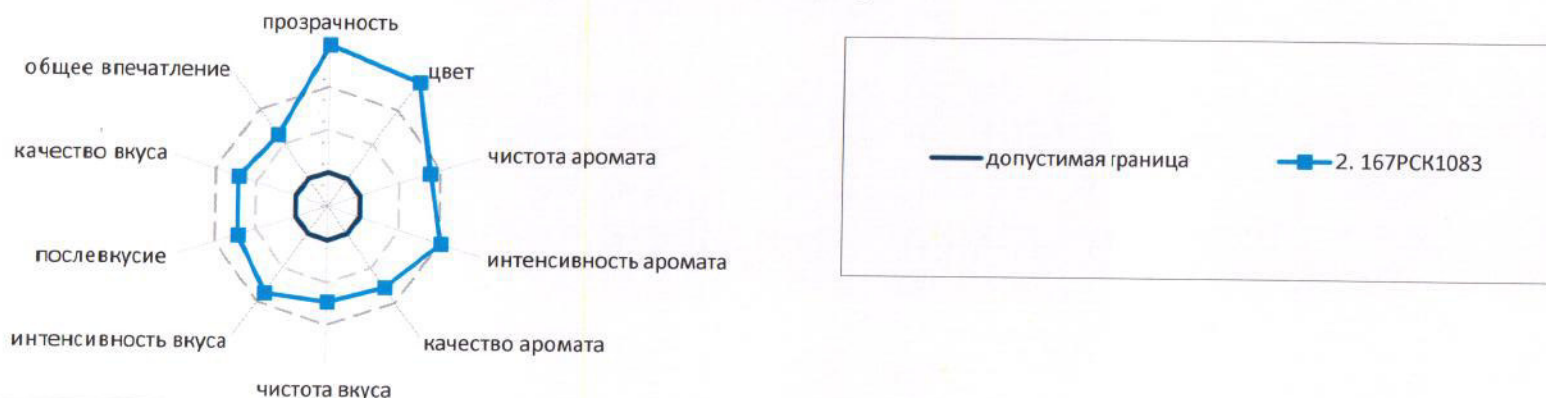 прозрачность
общее впечатление
цвет
качество вкуса
чистота аромата
допустимая граница
2. 167РСК1083
послевкусие
интенсивность аромата
интенсивность вкуса
качество аромата
чистота вкуса